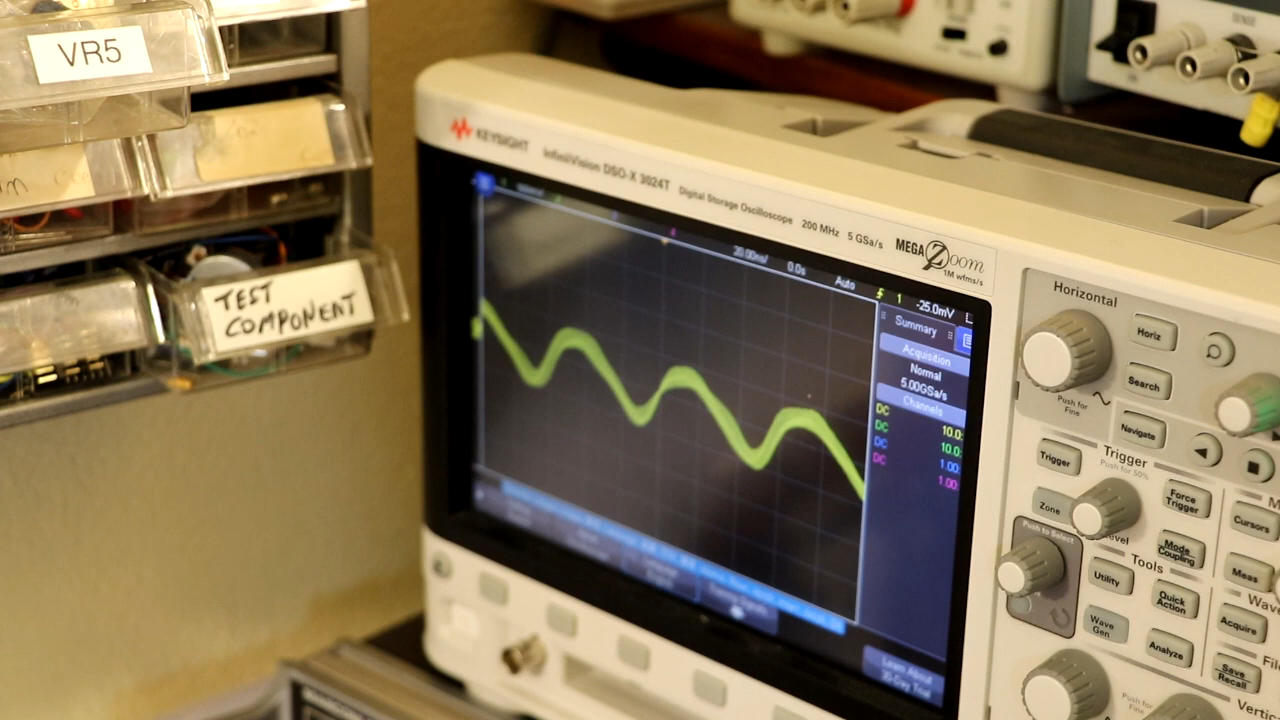 VR5
TEST
COMPONENT
KEYSIGHT
InfiniiVision DSO-X 3024T
Digital Storage Oscilloscope
200 MHz
5 GSa/s
MEGA Zoom
1M wfms/s
20.00ns/
0.0s
Auto
1
-25.0mV
Summary
Acquisition
Normal
5.00GSa/s
Channels
DC
10.0:
DC
10.0:
DC
1.00:
DC
1.00:
Learn About
30-Day Trial
Horizontal
Horiz
Search
Push for
Fine
Navigate
Trigger
Trigger
Push for 50%
Zone
Force
Trigger
Level
Mode
Coupling
Cursors
Push to Select
Tools
Utility
Quick
Action
Meas
Wave
Gen
Analyze
Acquire
Save
Recall
Push for
Fine
SENSE